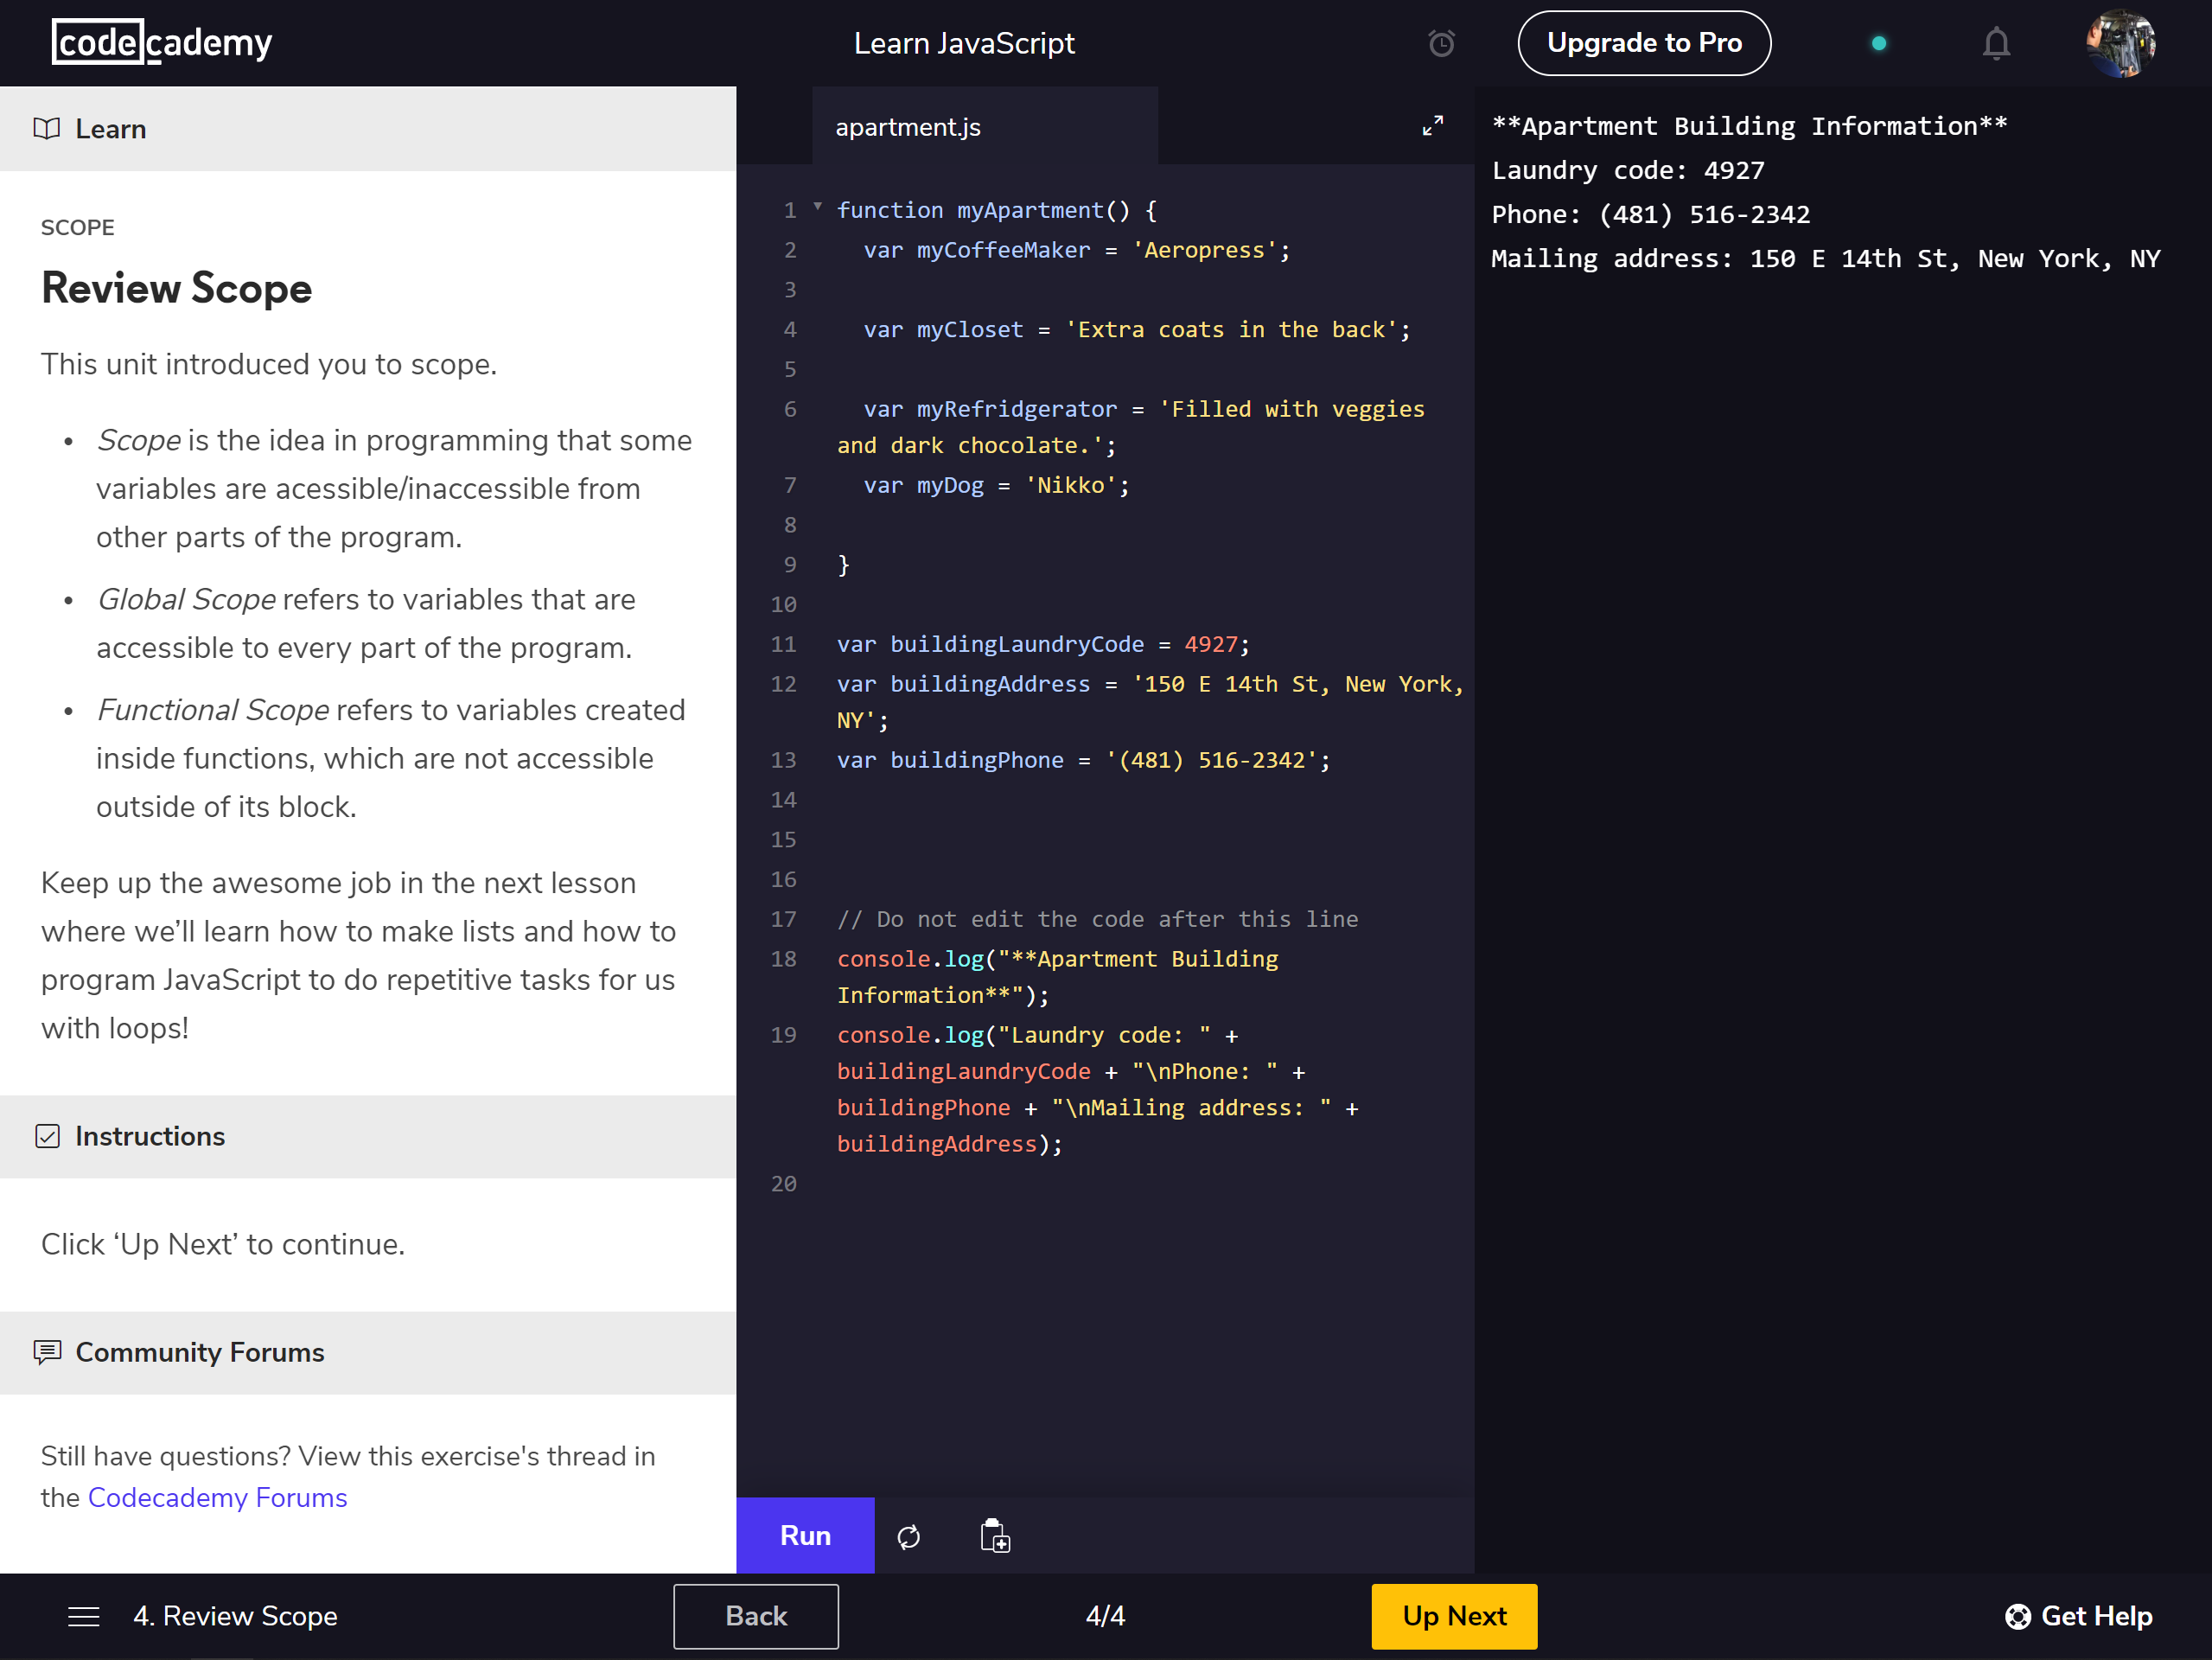 codecademy
Learn JavaScript
Upgrade to Pro
Learn
SCOPE
Review Scope
This unit introduced you to scope.
• Scope is the idea in programming that some
variables are acessible/inaccessible from
other parts of the program.
• Global Scope refers to variables that are
accessible to every part of the program.
• Functional Scope refers to variables created
inside functions, which are not accessible
outside of its block.
Keep up the awesome job in the next lesson
where we’ll learn how to make lists and how to
program JavaScript to do repetitive tasks for us
with loops!
Instructions
Click ‘Up Next’ to continue.
Community Forums
Still have questions? View this exercise's thread in
the Codecademy Forums
apartment.js
1 function myApartment() {
2 var myCoffeeMaker = 'Aeropress';
3
4 var myCloset = 'Extra coats in the back';
5
6 var myRefridgerator = 'Filled with veggies
and dark chocolate.';
7 var myDog = 'Nikko';
8
9 }
10
11 var buildingLaundryCode = 4927;
12 var buildingAddress = '150 E 14th St, New York,
NY';
13 var buildingPhone = '(481) 516-2342';
14
15
16
17 // Do not edit the code after this line
18 console.log("**Apartment Building
Information**");
19 console.log("Laundry code: " +
buildingLaundryCode + "\nPhone: " +
buildingPhone + "\nMailing address: " +
buildingAddress);
20
Run
**Apartment Building Information**
Laundry code: 4927
Phone: (481) 516-2342
Mailing address: 150 E 14th St, New York, NY
4. Review Scope
Back
4/4
Up Next
Get Help